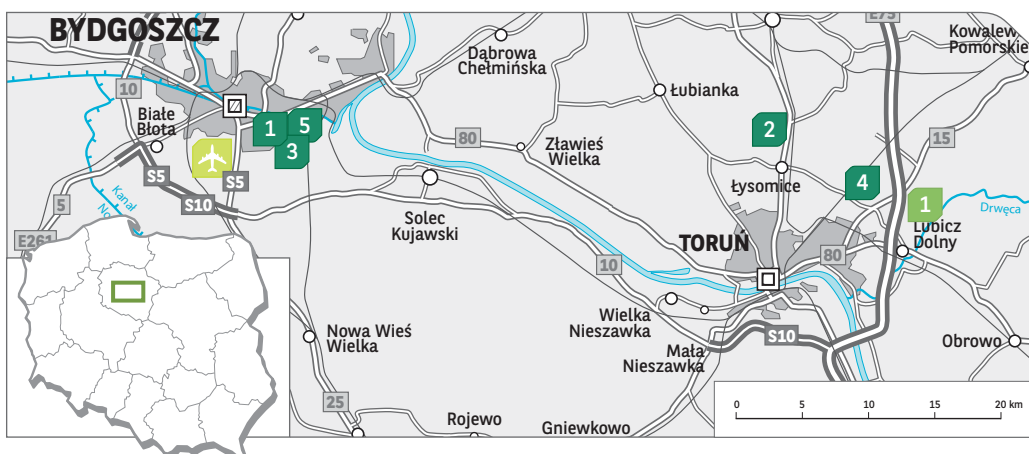 BYDGOSZCZ
E75
Kowalew
Pomorskie
Dąbrowa
Chełmińska
10
Łubianka
Białe
Błota
1
5
3
2
15
80
Zławieś
Wielka
S5
S5
4
Łysomice
5
S10
Kanał
No
Solec
Kujawski
1
Drwęca
Lubicz
Dolny
E261
TORUŃ
80
10
Wielka
Nieszawka
Nowa Wieś
Wielka
S10
Obrowo
Mała
Nieszawka
0
5
10
15
20 km
25
Rojewo
Gniewkowo